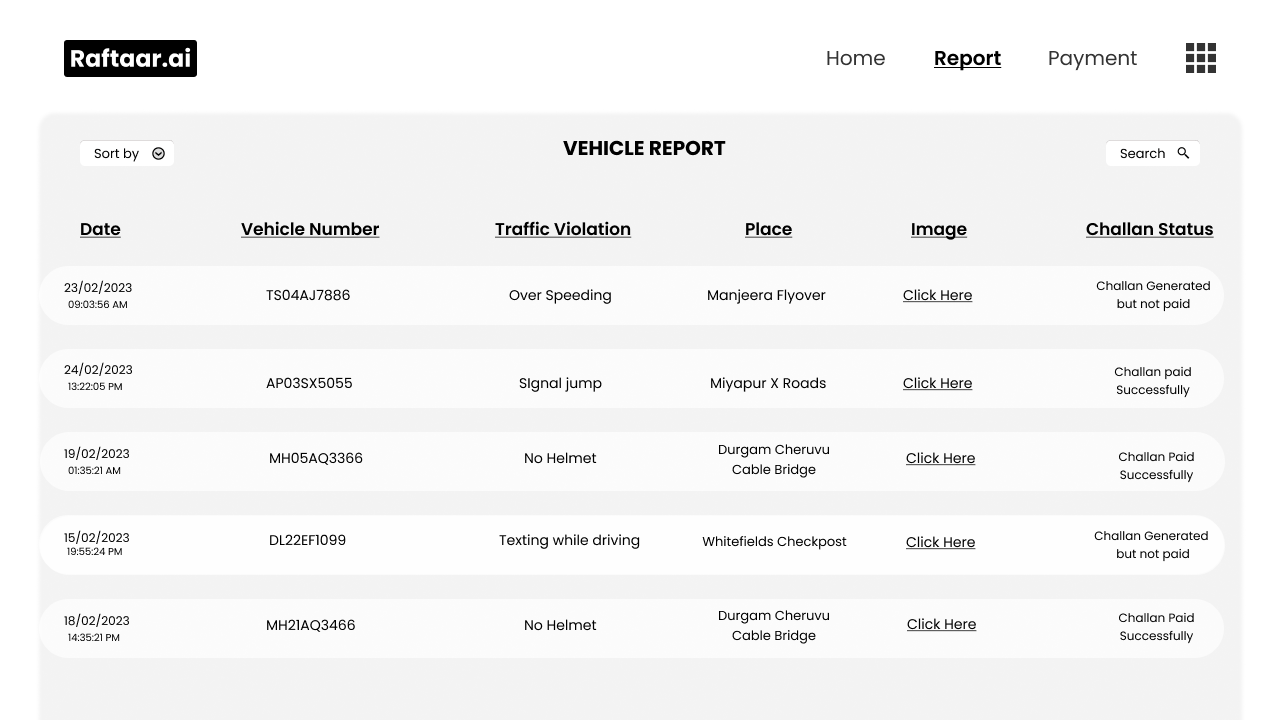 Raftaar.ai
Home Report Payment
Sort by
VEHICLE REPORT
Search
Date Vehicle Number Traffic Violation Place Image Challan Status
23/02/2023
09:03:56 AM
TS04AJ7886
Over Speeding
Manjeera Flyover
Click Here
Challan Generated
but not paid
24/02/2023
13:22:05 PM
AP03SX5055
SIgnal jump
Miyapur X Roads
Click Here
Challan paid
Successfully
19/02/2023
01:35:21 AM
MH05AQ3366
No Helmet
Durgam Cheruvu
Cable Bridge
Click Here
Challan Paid
Successfully
15/02/2023
19:55:24 PM
DL22EF1099
Texting while driving
Whitefields Checkpost
Click Here
Challan Generated
but not paid
18/02/2023
14:35:21 PM
MH21AQ3466
No Helmet
Durgam Cheruvu
Cable Bridge
Click Here
Challan Paid
Successfully